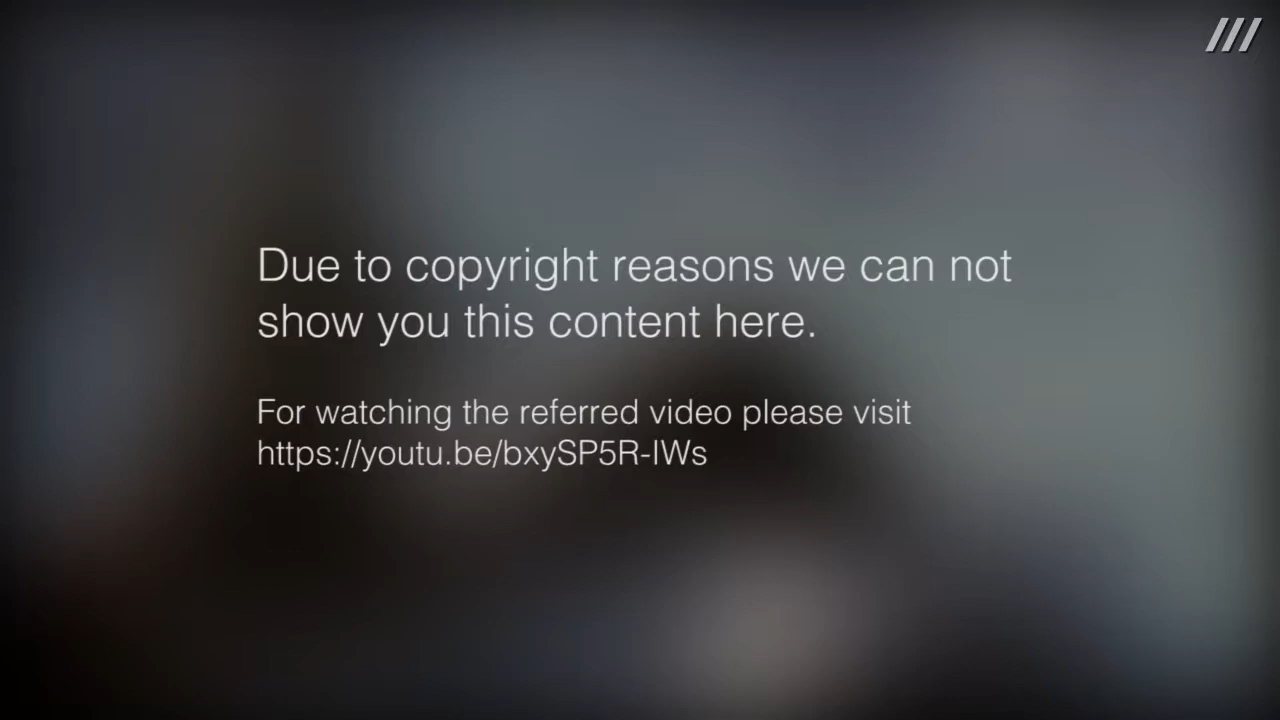 Due to copyright reasons we can not
show you this content here.
For watching the referred video please visit
https://youtu.be/bxySP5R-lWs